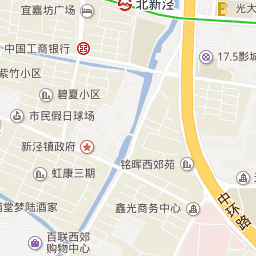 宜嘉坊广场
北新泾
光大
中国工商银行
17.5影城
紫竹小区
碧夏小区
市民假日球场
新泾镇政府
铭晖西郊苑
虹康三期
中环路
鑫光商务中心
堂梦陆酒家
百联西郊
购物中心